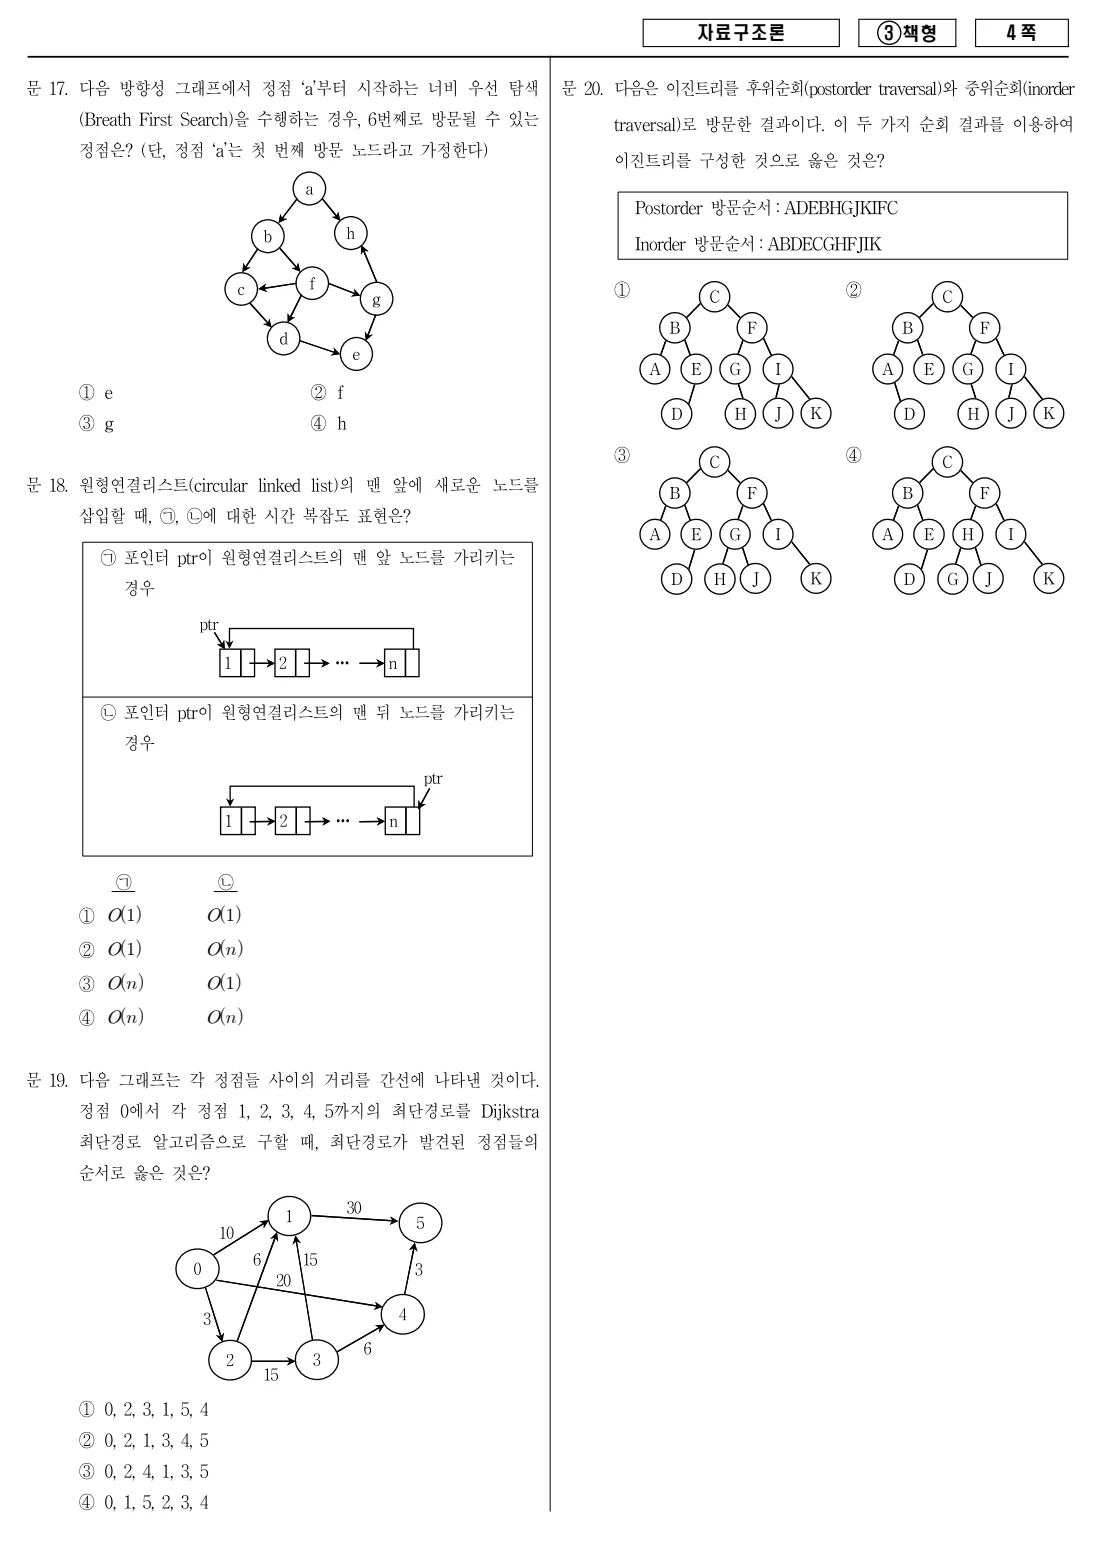 자료구조론
③책형
4쪽
문 17. 다음 방향성 그래프에서 정점 ‘a’부터 시작하는 너비 우선 탐색
(Breath First Search)을 수행하는 경우, 6번째로 방문될 수 있는
정점은? (단, 정점 ‘a’는 첫 번째 방문 노드라고 가정한다)
a
b
h
c
f
g
d
e
① e
② f
③ g
④ h
문 18. 원형연결리스트(circular linked list)의 맨 앞에 새로운 노드를
삽입할 때, ㉠, ㉡에 대한 시간 복잡도 표현은?
㉠ 포인터 ptr이 원형연결리스트의 맨 앞 노드를 가리키는
경우
ptr
1 2 ··· n
㉡ 포인터 ptr이 원형연결리스트의 맨 뒤 노드를 가리키는
경우
ptr
1 2 ··· n
㉠ ㉡
① O(1) O(1)
② O(1) O(n)
③ O(n) O(1)
④ O(n) O(n)
문 19. 다음 그래프는 각 정점들 사이의 거리를 간선에 나타낸 것이다.
정점 0에서 각 정점 1, 2, 3, 4, 5까지의 최단경로를 Dijkstra
최단경로 알고리즘으로 구할 때, 최단경로가 발견된 정점들의
순서로 옳은 것은?
1
30
5
10
6
15
0
20
3
3
4
6
2
15
3
① 0, 2, 3, 1, 5, 4
② 0, 2, 1, 3, 4, 5
③ 0, 2, 4, 1, 3, 5
④ 0, 1, 5, 2, 3, 4
문 20. 다음은 이진트리를 후위순회(postorder traversal)와 중위순회(inorder
traversal)로 방문한 결과이다. 이 두 가지 순회 결과를 이용하여
이진트리를 구성한 것으로 옳은 것은?
Postorder 방문순서 : ADEBHGJKIFC
Inorder 방문순서 : ABDECGHFJIK
①
C
B F
A E G I
D H J K
②
C
B F
A E G I
D H J K
③
C
B F
A E G I
D H J K
④
C
B F
A E H I
D G J K